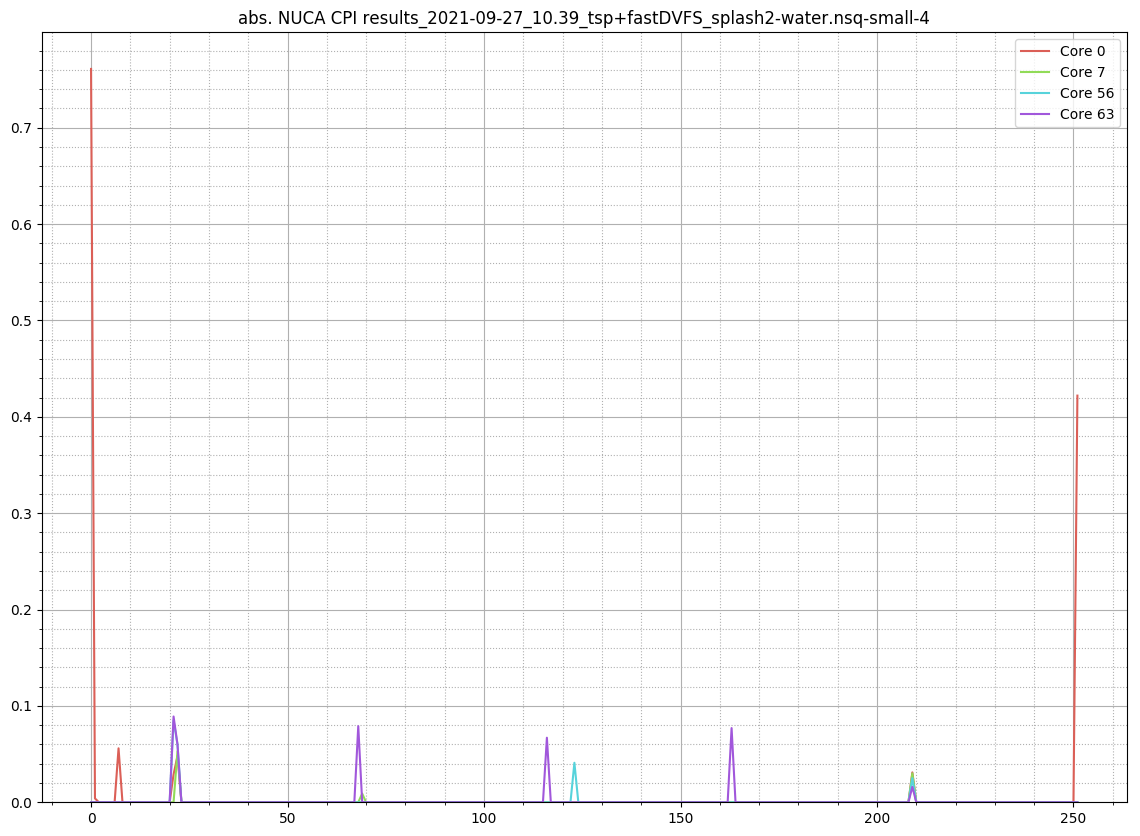 abs. NUCA CPI results_2021-09-27_10.39_tsp+fastDVFS_splash2-water.nsq-small-4
Core 0
Core 7
Core 56
Core 63
0.7
0.6
0.5
0.4
0.3
0.2
0.1
0.0
0 50 100 150 200 250